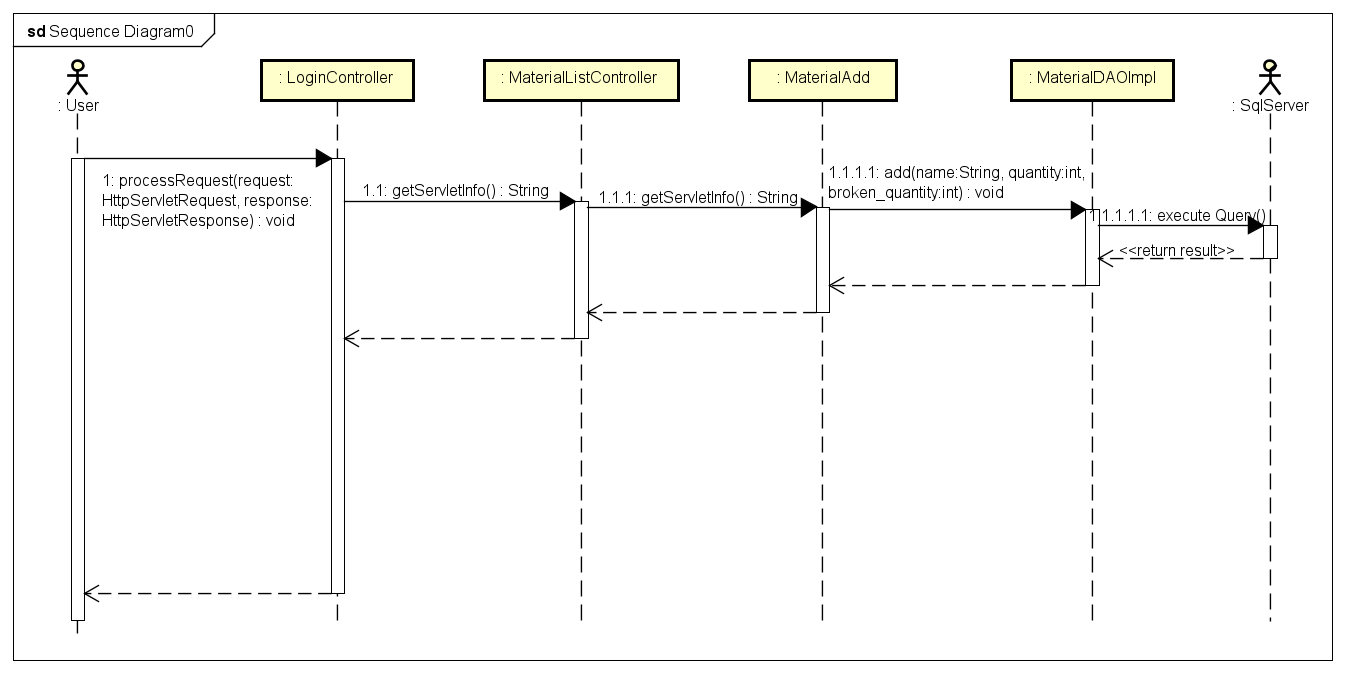 sd Sequence Diagram0
: User
: LoginController
: MaterialListController
: MaterialAdd
: MaterialDAOImpl
: SqlServer
1: processRequest(request:
HttpServletRequest, response:
HttpServletResponse) : void
1.1: getServletInfo() : String
1.1.1: getServletInfo() : String
1.1.1.1: add(name:String, quantity:int,
broken_quantity:int) : void
1.1.1.1.1: execute Query()
<<return result>>